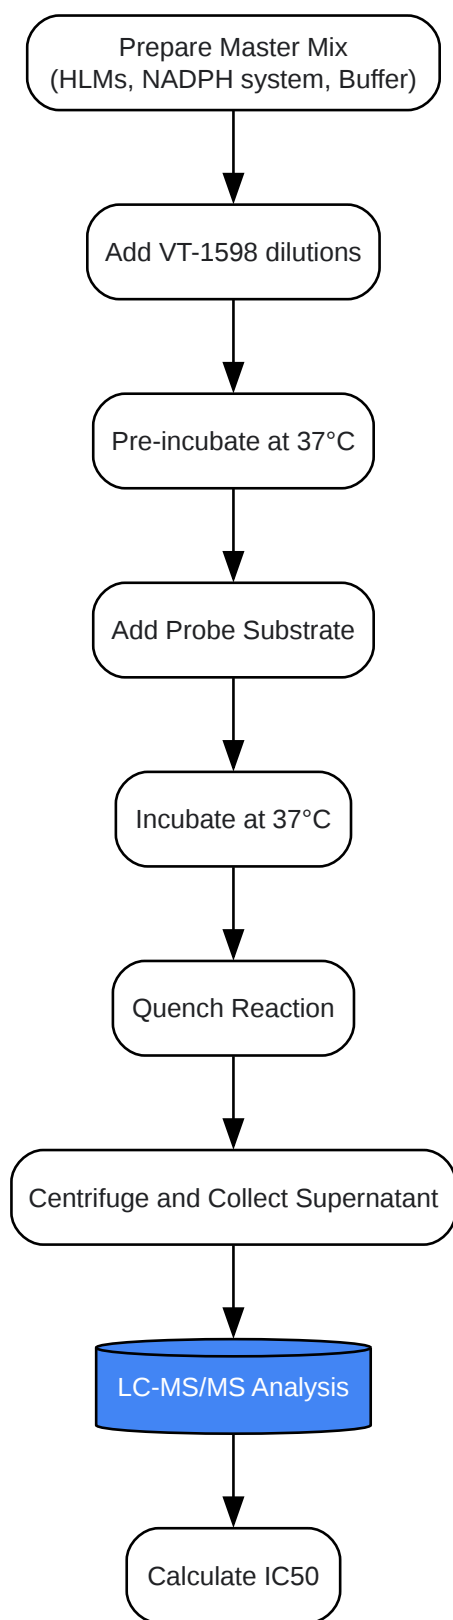 Prepare Master Mix
(HLMs, NADPH system, Buffer)
Add VT-1598 dilutions
Pre-incubate at 37°C
Add Probe Substrate
Incubate at 37°C
Quench Reaction
Centrifuge and Collect Supernatant
LC-MS/MS Analysis
Calculate IC50